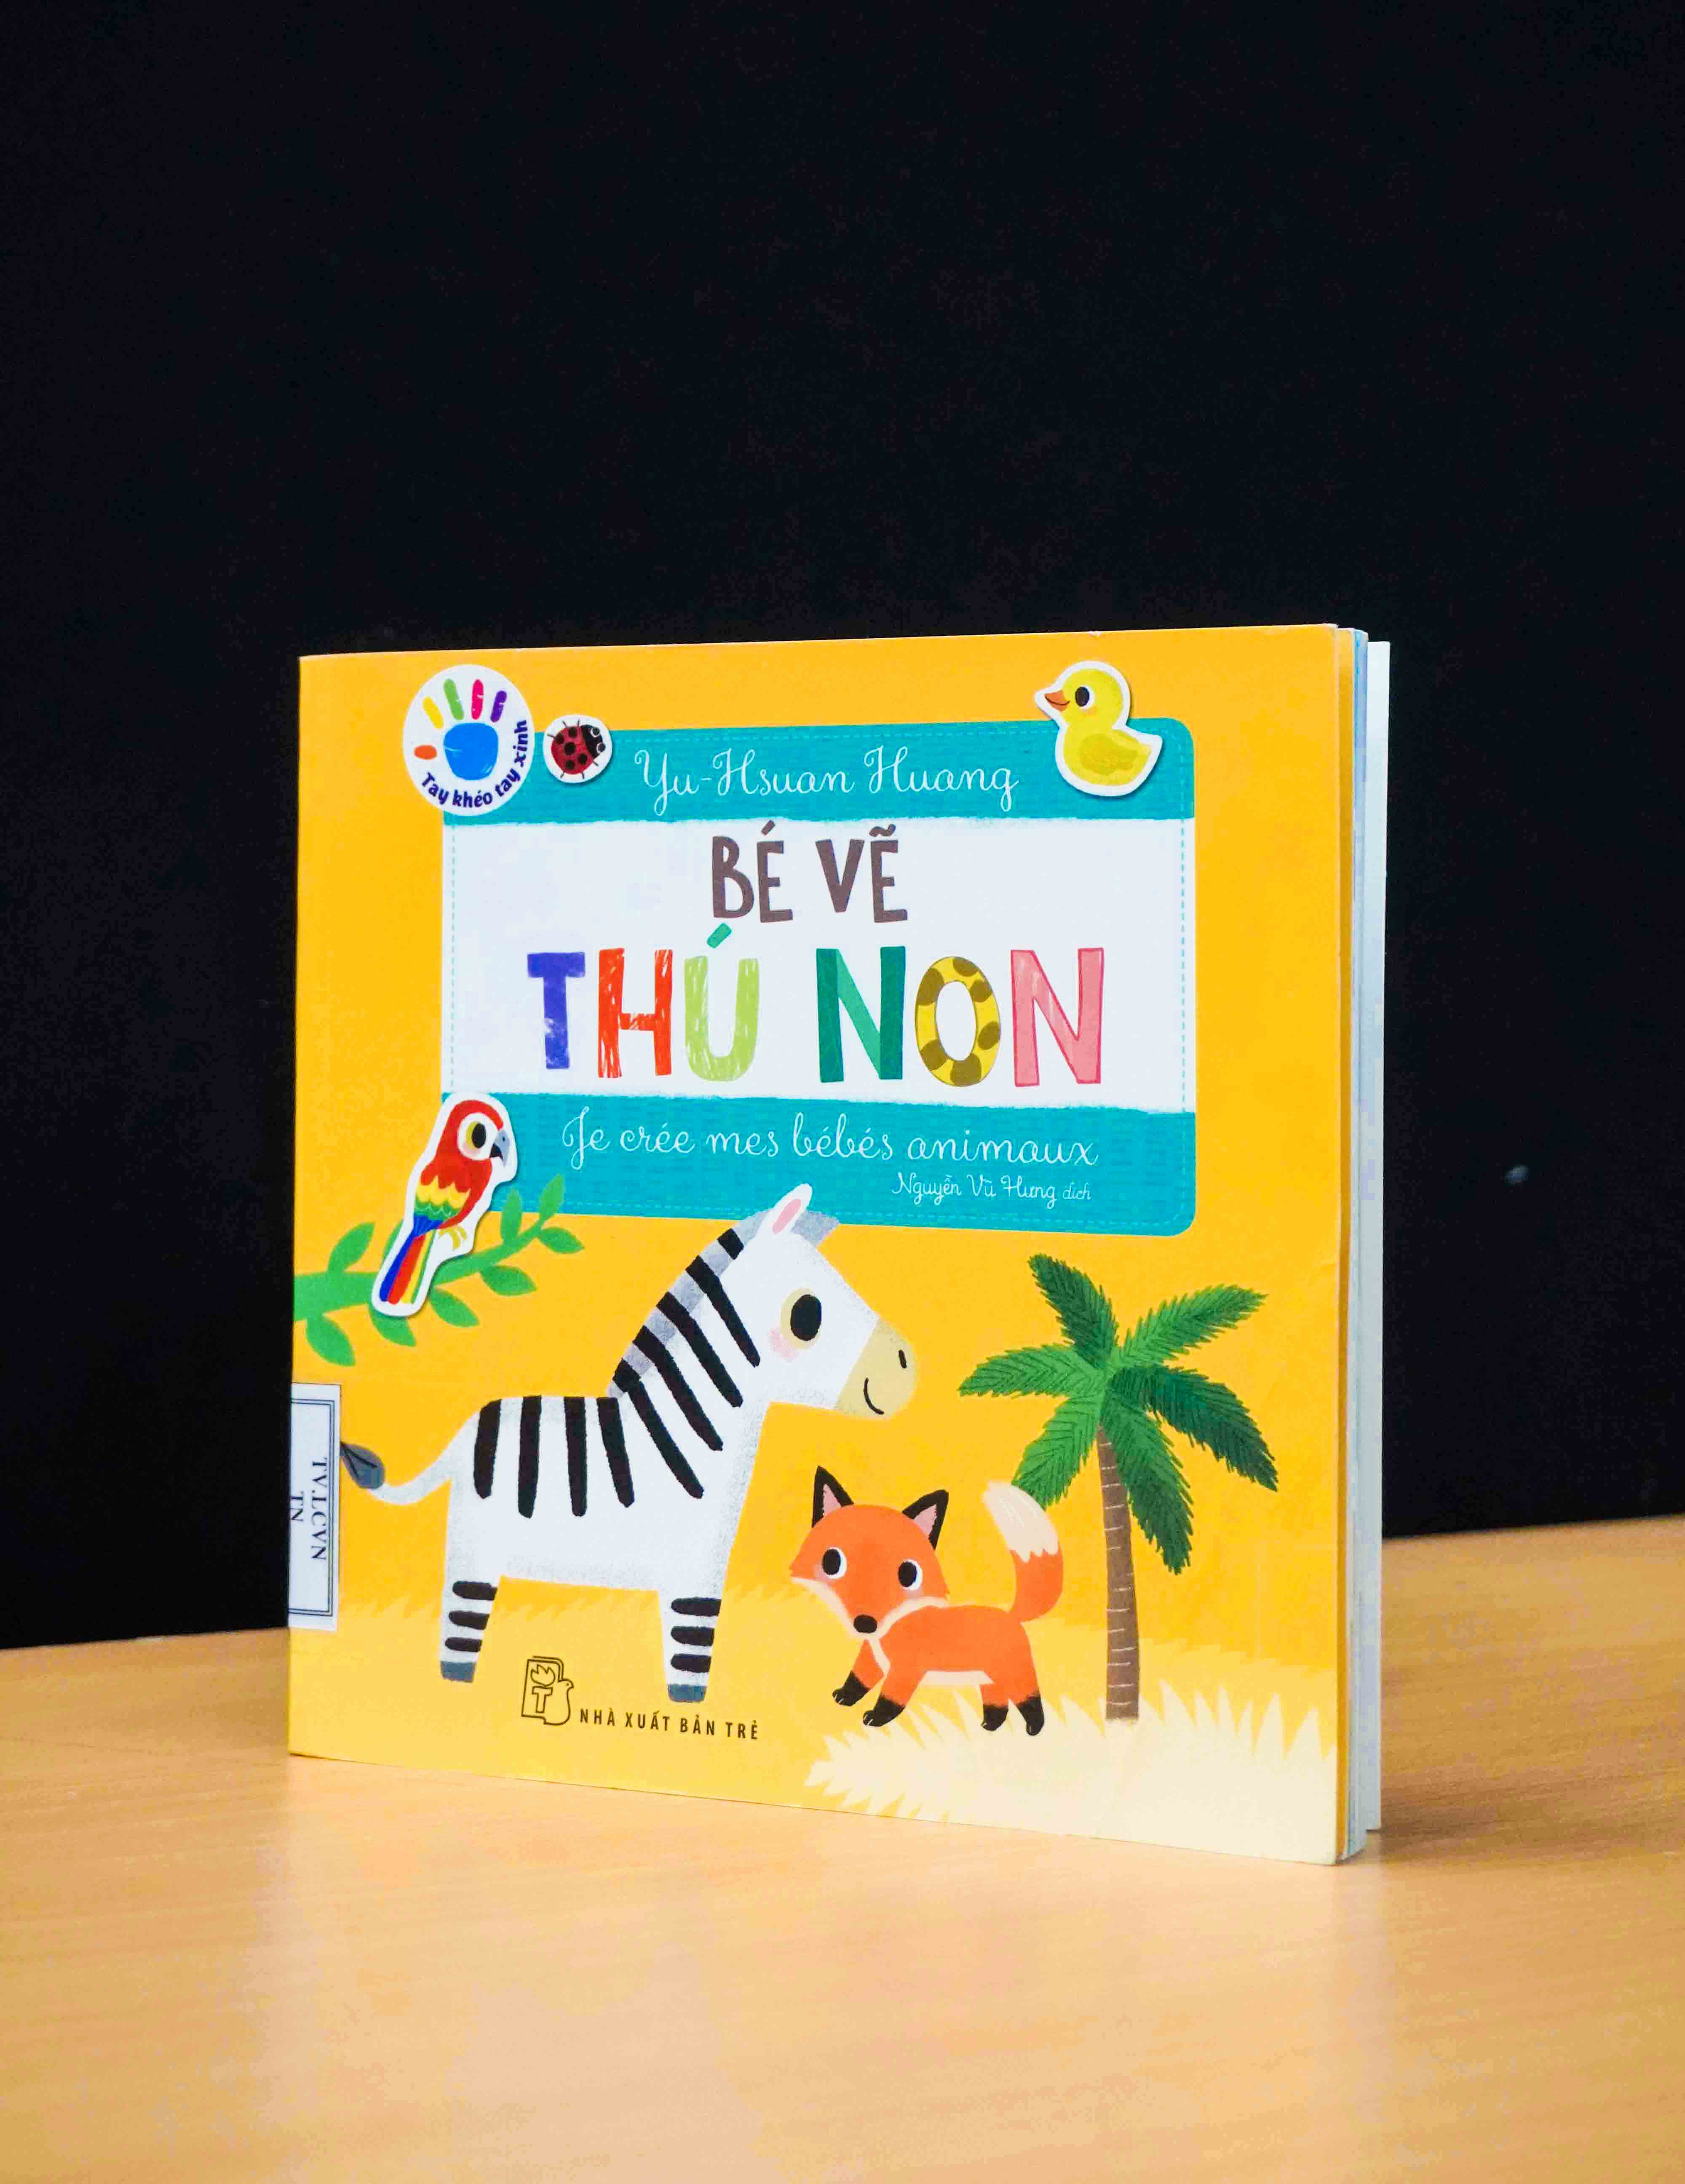 Tay khéo tay xinh
Yu-Hsuan Huang
BÉ VẼ
THÚ NON
Je crée mes bébés animaux
Nguyễn Vũ Hưng dịch
TV.LCVN
TN
NHÀ XUẤT BẢN TRẺ